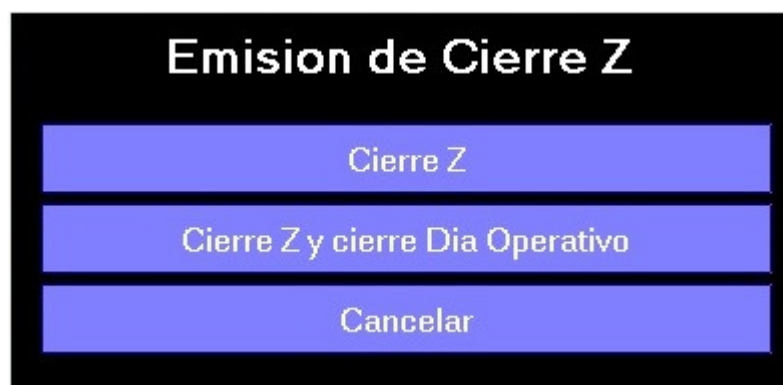 Emision de Cierre Z
Cierre Z
Cierre Z y cierre Dia Operativo
Cancelar